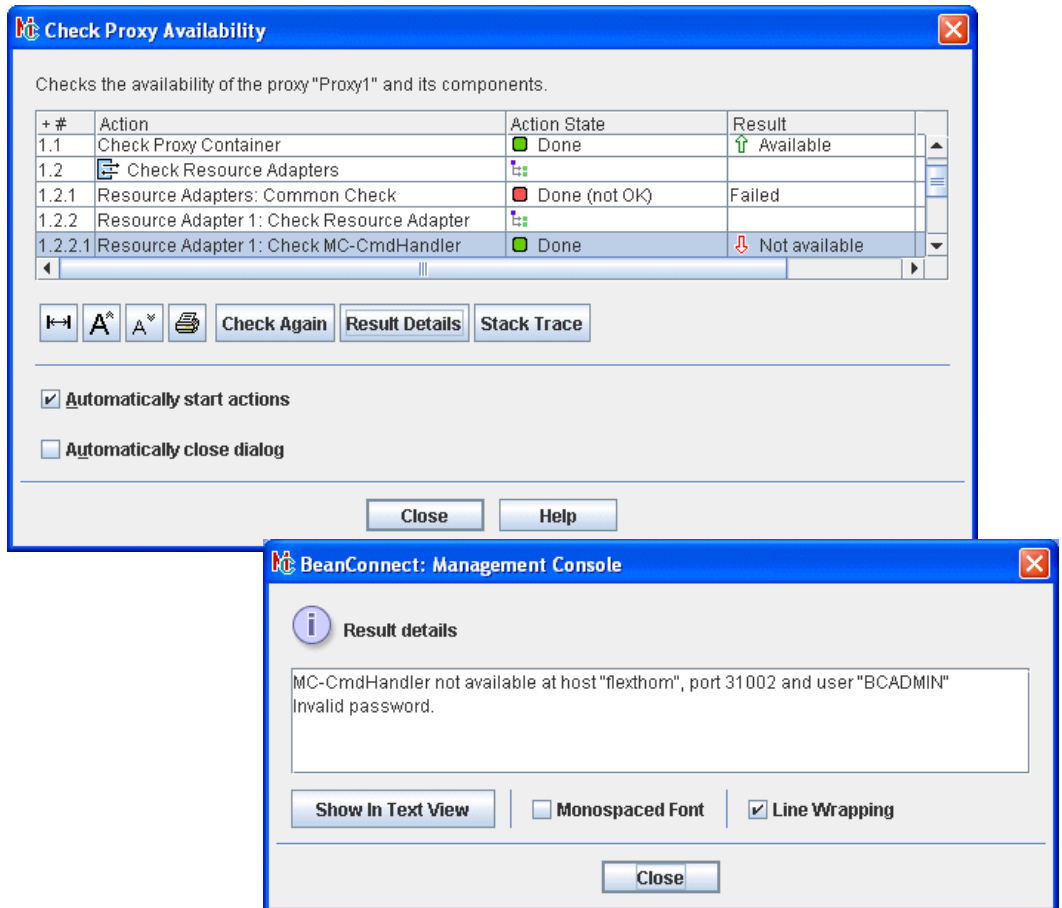 Check Proxy Availability
Checks the availability of the proxy "Proxy1" and its components.
+ # Action Action State Result
1.1 Check Proxy Container Done Available
1.2 Check Resource Adapters
1.2.1 Resource Adapters: Common Check Done (not OK) Failed
1.2.2 Resource Adapter 1: Check Resource Adapter
1.2.2.1 Resource Adapter 1: Check MC-CmdHandler Done Not available
A A Check Again Result Details Stack Trace
Automatically start actions
Automatically close dialog
Close Help
BeanConnect: Management Console
i Result details
MC-CmdHandler not available at host "flexthom", port 31002 and user "BCADMIN"
Invalid password.
Show In Text View Monospaced Font Line Wrapping
Close